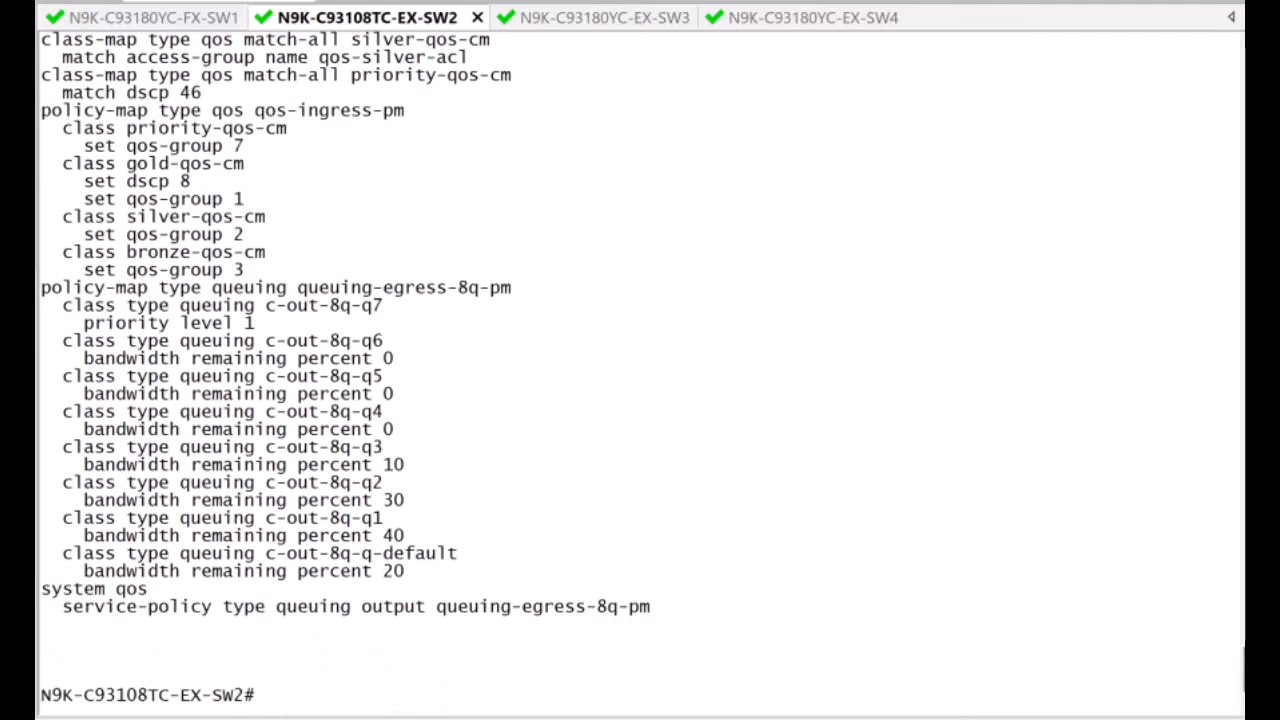 N9K-C93180YC-FX-SW1 N9K-C93108TC-EX-SW2 N9K-C93180YC-EX-SW3 N9K-C93180YC-EX-SW4
class-map type qos match-all silver-qos-cm
match access-group name qos-silver-acl
class-map type qos match-all priority-qos-cm
match dscp 46
policy-map type qos qos-ingress-pm
class priority-qos-cm
set qos-group 7
class gold-qos-cm
set dscp 8
set qos-group 1
class silver-qos-cm
set qos-group 2
class bronze-qos-cm
set qos-group 3
policy-map type queuing queuing-egress-8q-pm
class type queuing c-out-8q-q7
priority level 1
class type queuing c-out-8q-q6
bandwidth remaining percent 0
class type queuing c-out-8q-q5
bandwidth remaining percent 0
class type queuing c-out-8q-q4
bandwidth remaining percent 0
class type queuing c-out-8q-q3
bandwidth remaining percent 10
class type queuing c-out-8q-q2
bandwidth remaining percent 30
class type queuing c-out-8q-q1
bandwidth remaining percent 40
class type queuing c-out-8q-q-default
bandwidth remaining percent 20
system qos
service-policy type queuing output queuing-egress-8q-pm
N9K-C93108TC-EX-SW2#